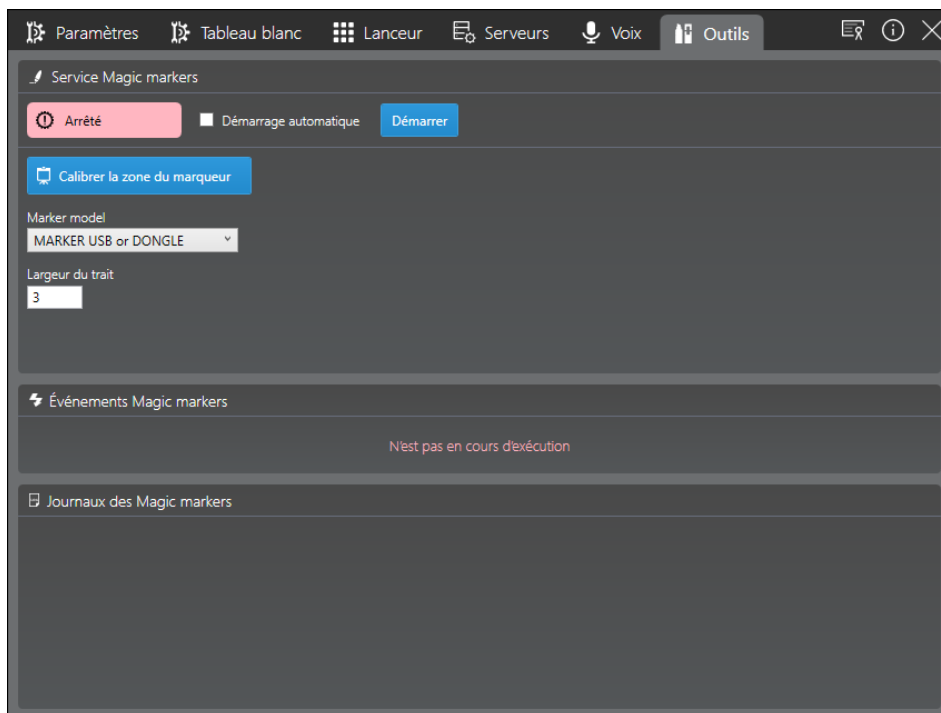 Paramètres Tableau blanc Lanceur Serveurs Voix Outils
Service Magic markers
Arrêté Démarrage automatique Démarrer
Calibrer la zone du marqueur
Marker model
MARKER USB or DONGLE
Largeur du trait
3
Événements Magic markers
N'est pas en cours d'exécution
Journaux des Magic markers